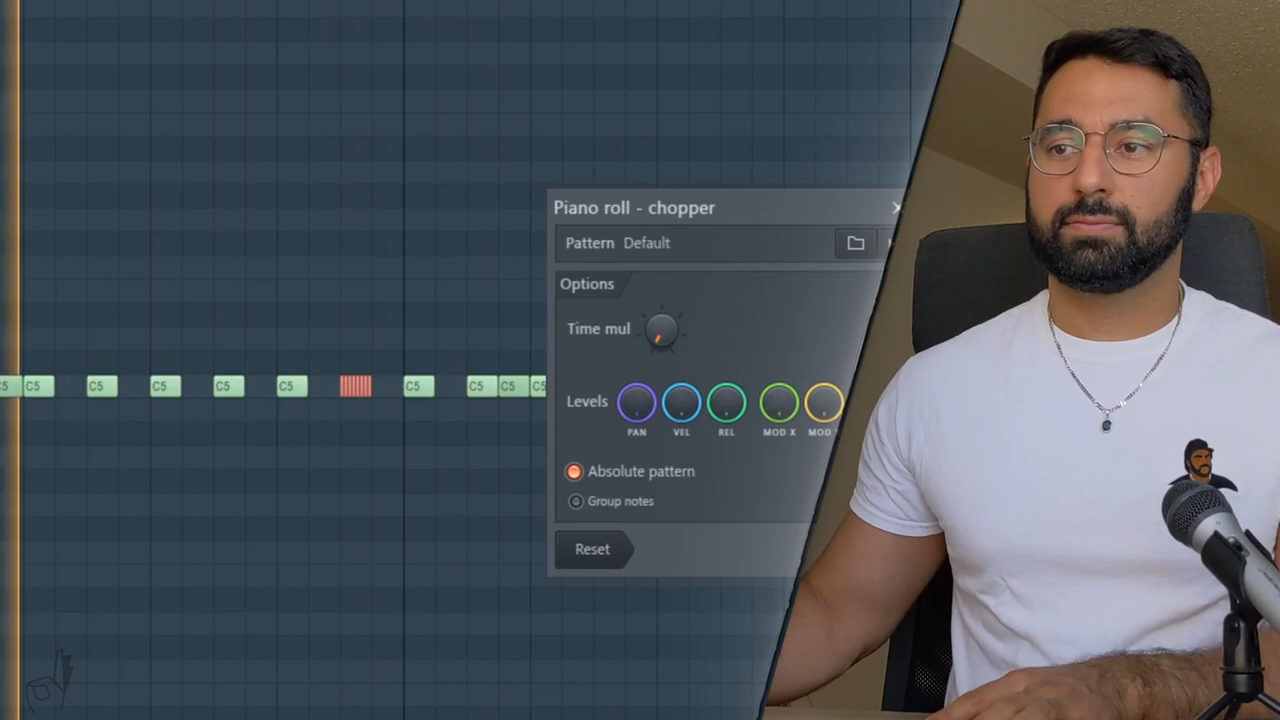 Piano roll - chopper
Pattern Default
Options
Time mul
C5 C5 C5 C5 C5 C5 C5 C5 C5 C5
Levels
PAN VEL REL MOD X MOD
Absolute pattern
Group notes
Reset